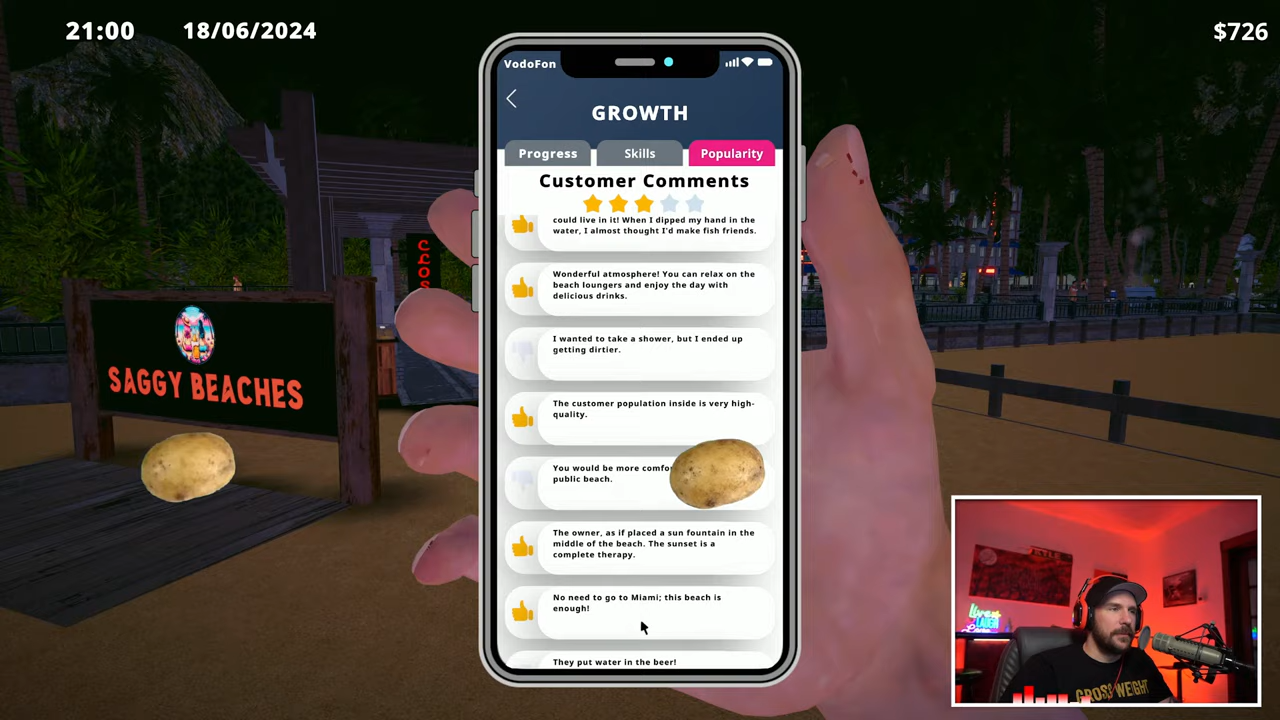 21:00
18/06/2024
$726
VodoFon
GROWTH
Progress
Skills
Popularity
Customer Comments
could live in it! When I dipped my hand in the
water, I almost thought I'd make fish friends.
Wonderful atmosphere! You can relax on the
beach loungers and enjoy the day with
delicious drinks.
I wanted to take a shower, but I ended up
getting dirtier.
The customer population inside is very high-
quality.
You would be more
public beach.
The owner, as if placed a sun fountain in the
middle of the beach. The sunset is a
complete therapy.
No need to go to Miami; this beach is
enough!
They put water in the beer!
SAGGY BEACHES
GROSS WEIGHT